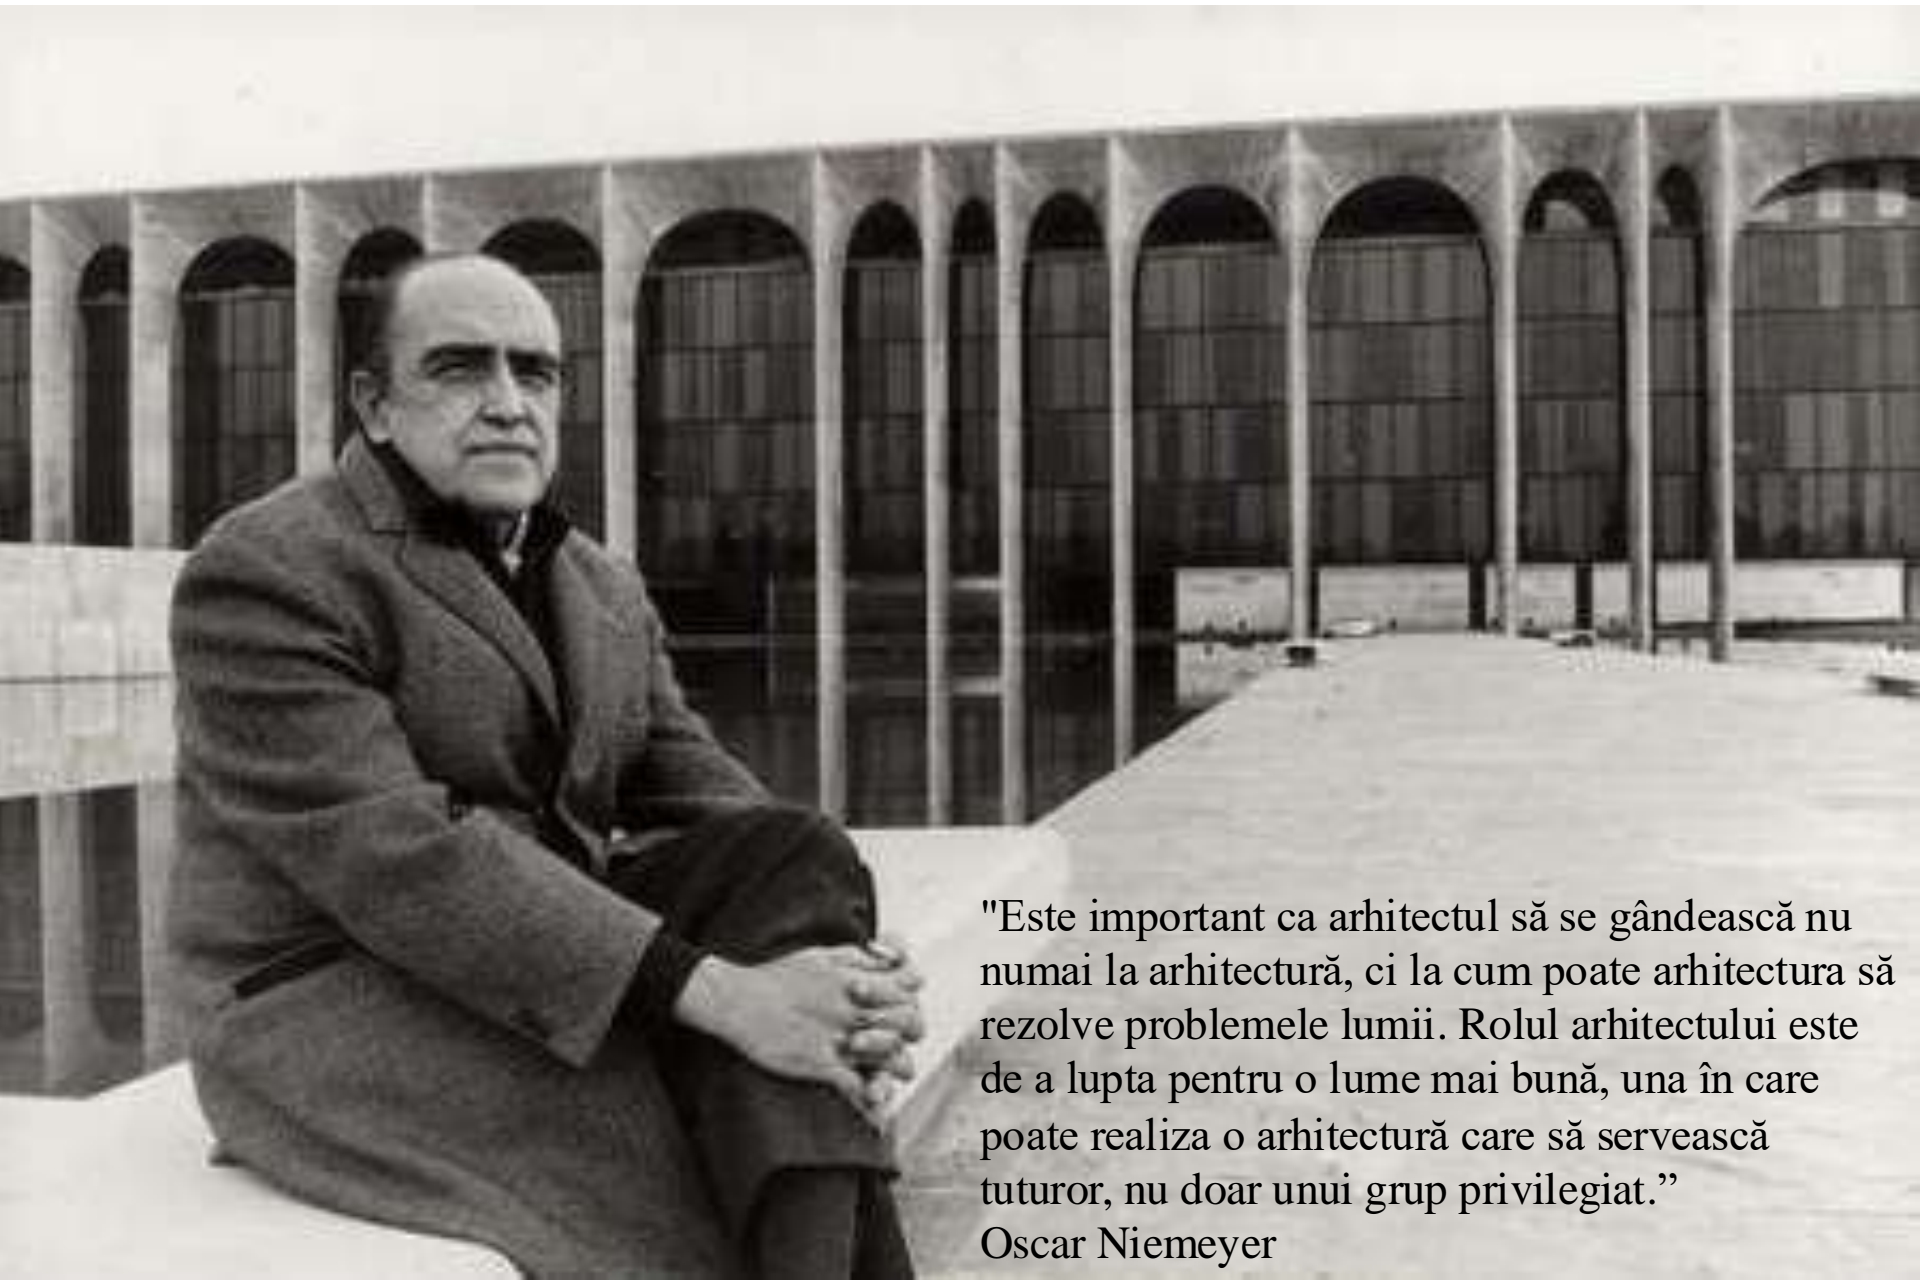 "Este important ca arhitectul să se gândească nu
numai la arhitectură, ci la cum poate arhitectura să
rezolve problemele lumii. Rolul arhitectului este
de a lupta pentru o lume mai bună, una în care
poate realiza o arhitectură care să servească
tuturor, nu doar unui grup privilegiat.”
Oscar Niemeyer